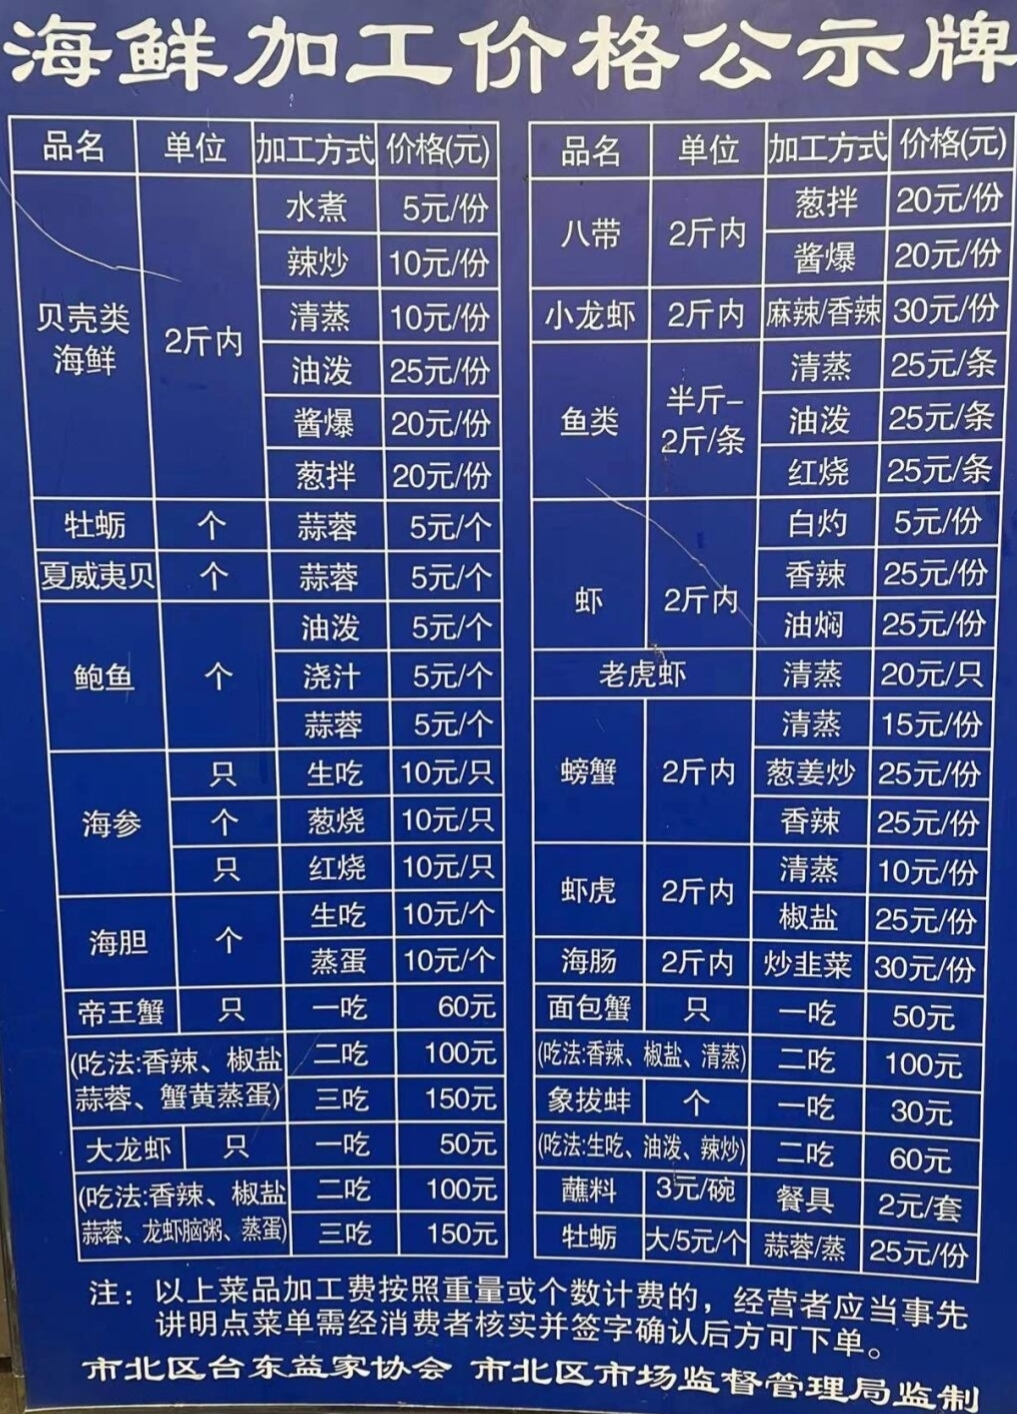 海鲜加工价格公示牌
品名 单位 加工方式 价格(元)
贝壳类海鲜 2斤内 水煮 5元/份
辣炒 10元/份
清蒸 10元/份
油泼 25元/份
酱爆 20元/份
葱拌 20元/份
牡蛎 个 蒜蓉 5元/个
夏威夷贝 个 蒜蓉 5元/个
鲍鱼 个 油泼 5元/个
浇汁 5元/个
蒜蓉 5元/个
海参 只 生吃 10元/只
个 葱烧 10元/只
只 红烧 10元/只
海胆 个 生吃 10元/个
蒸蛋 10元/个
帝王蟹 只 一吃 60元
(吃法:香辣、椒盐 二吃 100元
蒜蓉、蟹黄蒸蛋) 三吃 150元
大龙虾 只 一吃 50元
(吃法:香辣、椒盐 二吃 100元
蒜蓉、龙虾脑粥、蒸蛋) 三吃 150元
品名 单位 加工方式 价格(元)
八带 2斤内 葱拌 20元/份
酱爆 20元/份
小龙虾 2斤内 麻辣/香辣 30元/份
鱼类 半斤-2斤/条 清蒸 25元/条
油泼 25元/条
红烧 25元/条
虾 2斤内 白灼 5元/份
香辣 25元/份
油焖 25元/份
老虎虾 清蒸 20元/只
螃蟹 2斤内 清蒸 15元/份
葱姜炒 25元/份
香辣 25元/份
虾虎 2斤内 清蒸 10元/份
椒盐 25元/份
海肠 2斤内 炒韭菜 30元/份
面包蟹 只 一吃 50元
(吃法:香辣、椒盐、清蒸) 二吃 100元
象拔蚌 个 一吃 30元
(吃法:生吃、油泼、辣炒) 二吃 60元
蘸料 3元/碗 餐具 2元/套
牡蛎 大/5元/个 蒜蓉/蒸 25元/份
注：以上菜品加工费按照重量或个数计费的，经营者应当事先
讲明点菜单需经消费者核实并签字确认后方可下单。
市北区台东益家协会 市北区市场监督管理局监制